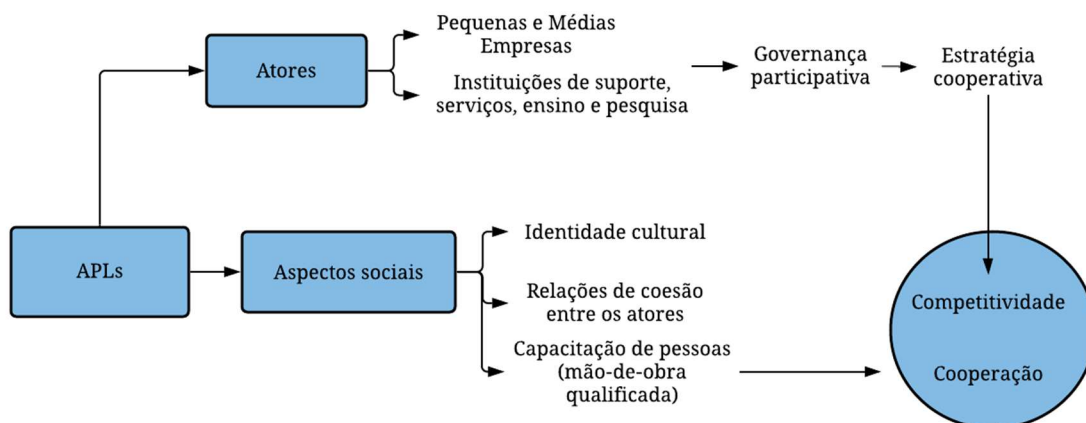 Pequenas e Médias
Empresas
Atores
Instituições de suporte,
serviços, ensino e pesquisa
Governança
participativa
Estratégia
cooperativa
APLs
Aspectos sociais
Identidade cultural
Relações de coesão
entre os atores
Capacitação de pessoas
(mão-de-obra
qualificada)
Competitividade
Cooperação